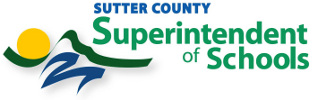 SUTTER COUNTY
Superintendent
of Schools